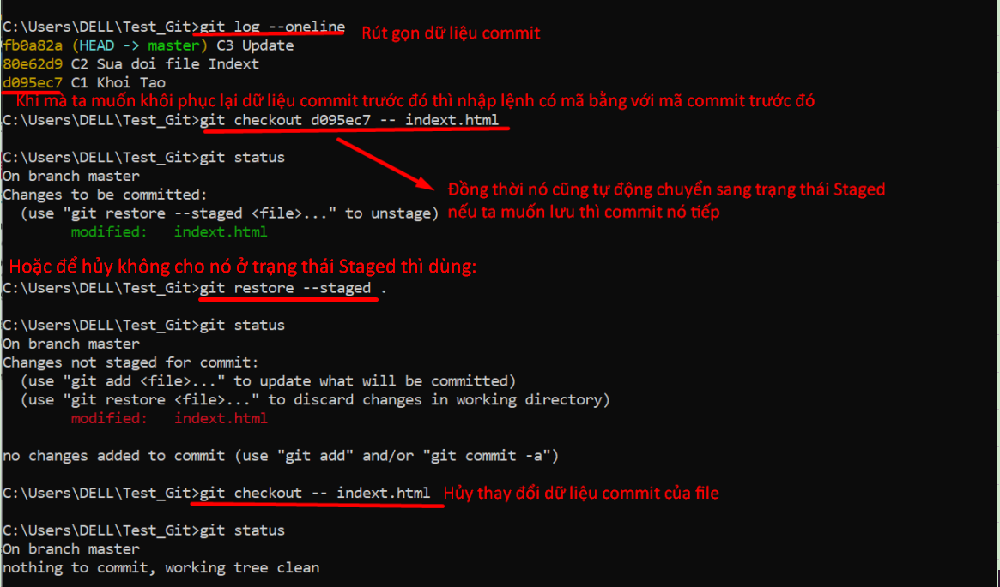 C:\Users\DELL\Test_Git>git log --oneline Rút gọn dữ liệu commit
fb0a82a (HEAD -> master) C3 Update
80e62d9 C2 Sua doi file Indext
d095ec7 C1 Khoi Tao
Khi mà ta muốn khôi phục lại dữ liệu commit trước đó thì nhập lệnh có mã bằng với mã commit trước đó
C:\Users\DELL\Test_Git>git checkout d095ec7 -- indext.html
C:\Users\DELL\Test_Git>git status
On branch master
Changes to be committed:
(use "git restore --staged <file>..." to unstage)
modified: indext.html
Đồng thời nó cũng tự động chuyển sang trạng thái Staged
nếu ta muốn lưu thì commit nó tiếp
Hoặc để hủy không cho nó ở trạng thái Staged thì dùng:
C:\Users\DELL\Test_Git>git restore --staged .
C:\Users\DELL\Test_Git>git status
On branch master
Changes not staged for commit:
(use "git add <file>..." to update what will be committed)
(use "git restore <file>..." to discard changes in working directory)
modified: indext.html
no changes added to commit (use "git add" and/or "git commit -a")
C:\Users\DELL\Test_Git>git checkout -- indext.html Hủy thay đổi dữ liệu commit của file
C:\Users\DELL\Test_Git>git status
On branch master
nothing to commit, working tree clean